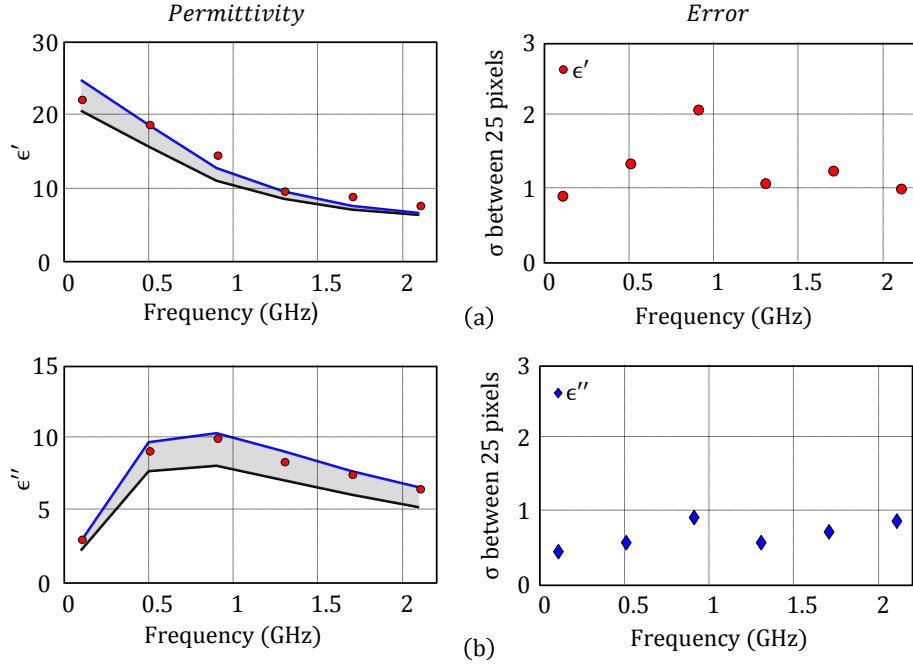 Permittivity
Error
30
20
10
0
ϵ′
0
0.5
1
1.5
2
Frequency (GHz)
3
2
1
0
σ between 25 pixels
ϵ′
0
0.5
1
1.5
2
Frequency (GHz)
(a)
15
10
5
0
ϵ′′
0
0.5
1
1.5
2
Frequency (GHz)
3
2
1
0
σ between 25 pixels
ϵ′′
0
0.5
1
1.5
2
Frequency (GHz)
(b)